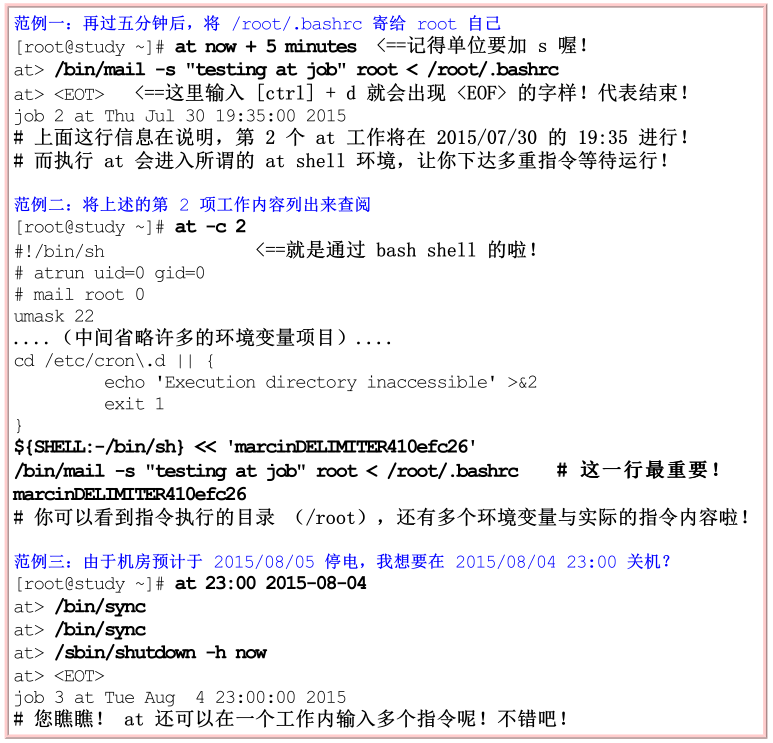 范例一：再过五分钟后，将 /root/.bashrc 寄给 root 自己
[root@study ~]# at now + 5 minutes  <==记得单位要加 s 喔！
at> /bin/mail -s "testing at job" root < /root/.bashrc
at> <EOT>   <==这里输入 [ctrl] + d 就会出现 <EOF> 的字样！代表结束！
job 2 at Thu Jul 30 19:35:00 2015
# 上面这行信息在说明，第 2 个 at 工作将在 2015/07/30 的 19:35 进行！
# 而执行 at 会进入所谓的 at shell 环境，让你下达多重指令等待运行！
范例二：将上述的第 2 项工作内容列出来查阅
[root@study ~]# at -c 2
#!/bin/sh               <==就是通过 bash shell 的啦！
# atrun uid=0 gid=0
# mail root 0
umask 22
....（中间省略许多的环境变量项目）....
cd /etc/cron\.d || {
         echo 'Execution directory inaccessible' >&2
         exit 1
}
${SHELL:-/bin/sh} << 'marcinDELIMITER410efc26'
/bin/mail -s "testing at job" root < /root/.bashrc   # 这一行最重要！
marcinDELIMITER410efc26
# 你可以看到指令执行的目录 （/root），还有多个环境变量与实际的指令内容啦！
范例三：由于机房预计于 2015/08/05 停电，我想要在 2015/08/04 23:00 关机？
[root@study ~]# at 23:00 2015-08-04
at> /bin/sync
at> /bin/sync
at> /sbin/shutdown -h now
at> <EOT>
job 3 at Tue Aug  4 23:00:00 2015
# 您瞧瞧！ at 还可以在一个工作内输入多个指令呢！不错吧！